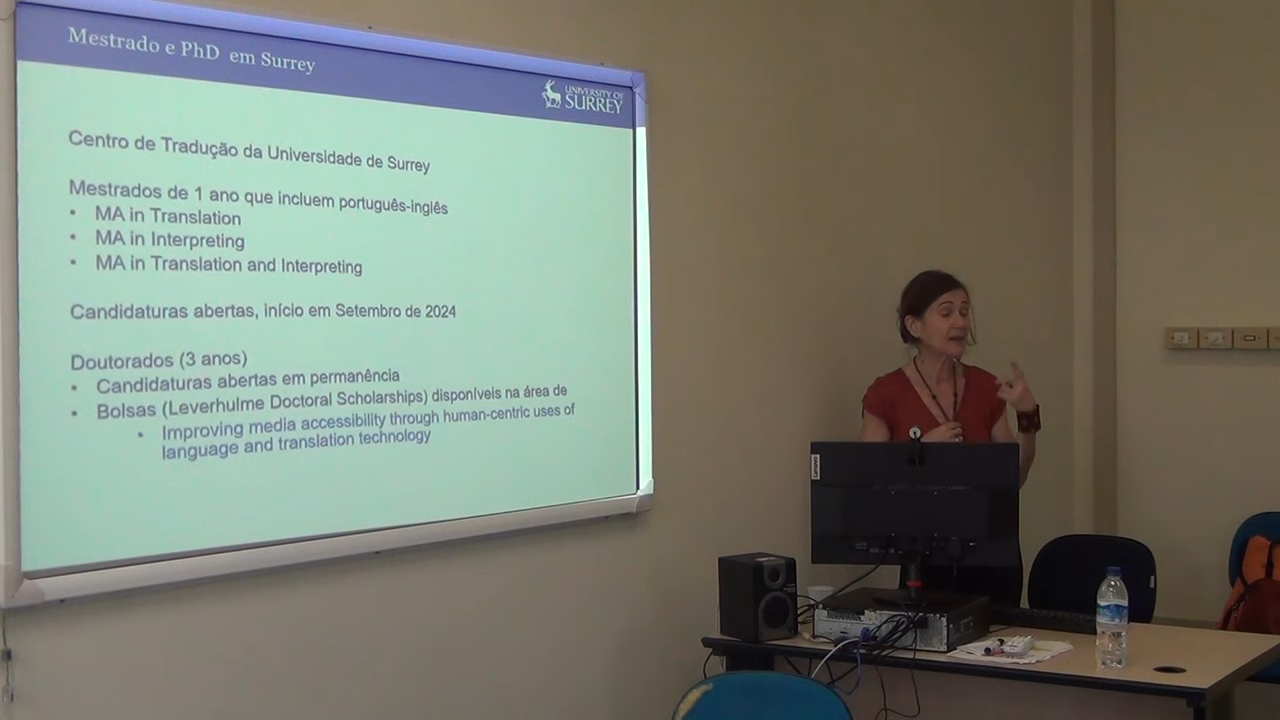 Mestrado e PhD em Surrey
UNIVERSITY OF
SURREY
Centro de Tradução da Universidade de Surrey
Mestrados de 1 ano que incluem português-inglês
• MA in Translation
• MA in Interpreting
• MA in Translation and Interpreting
Candidaturas abertas, início em Setembro de 2024
Doutorados (3 anos)
• Candidaturas abertas em permanência
• Bolsas (Leverhulme Doctoral Scholarships) disponíveis na área de
• Improving media accessibility through human-centric uses of
language and translation technology
lenovo